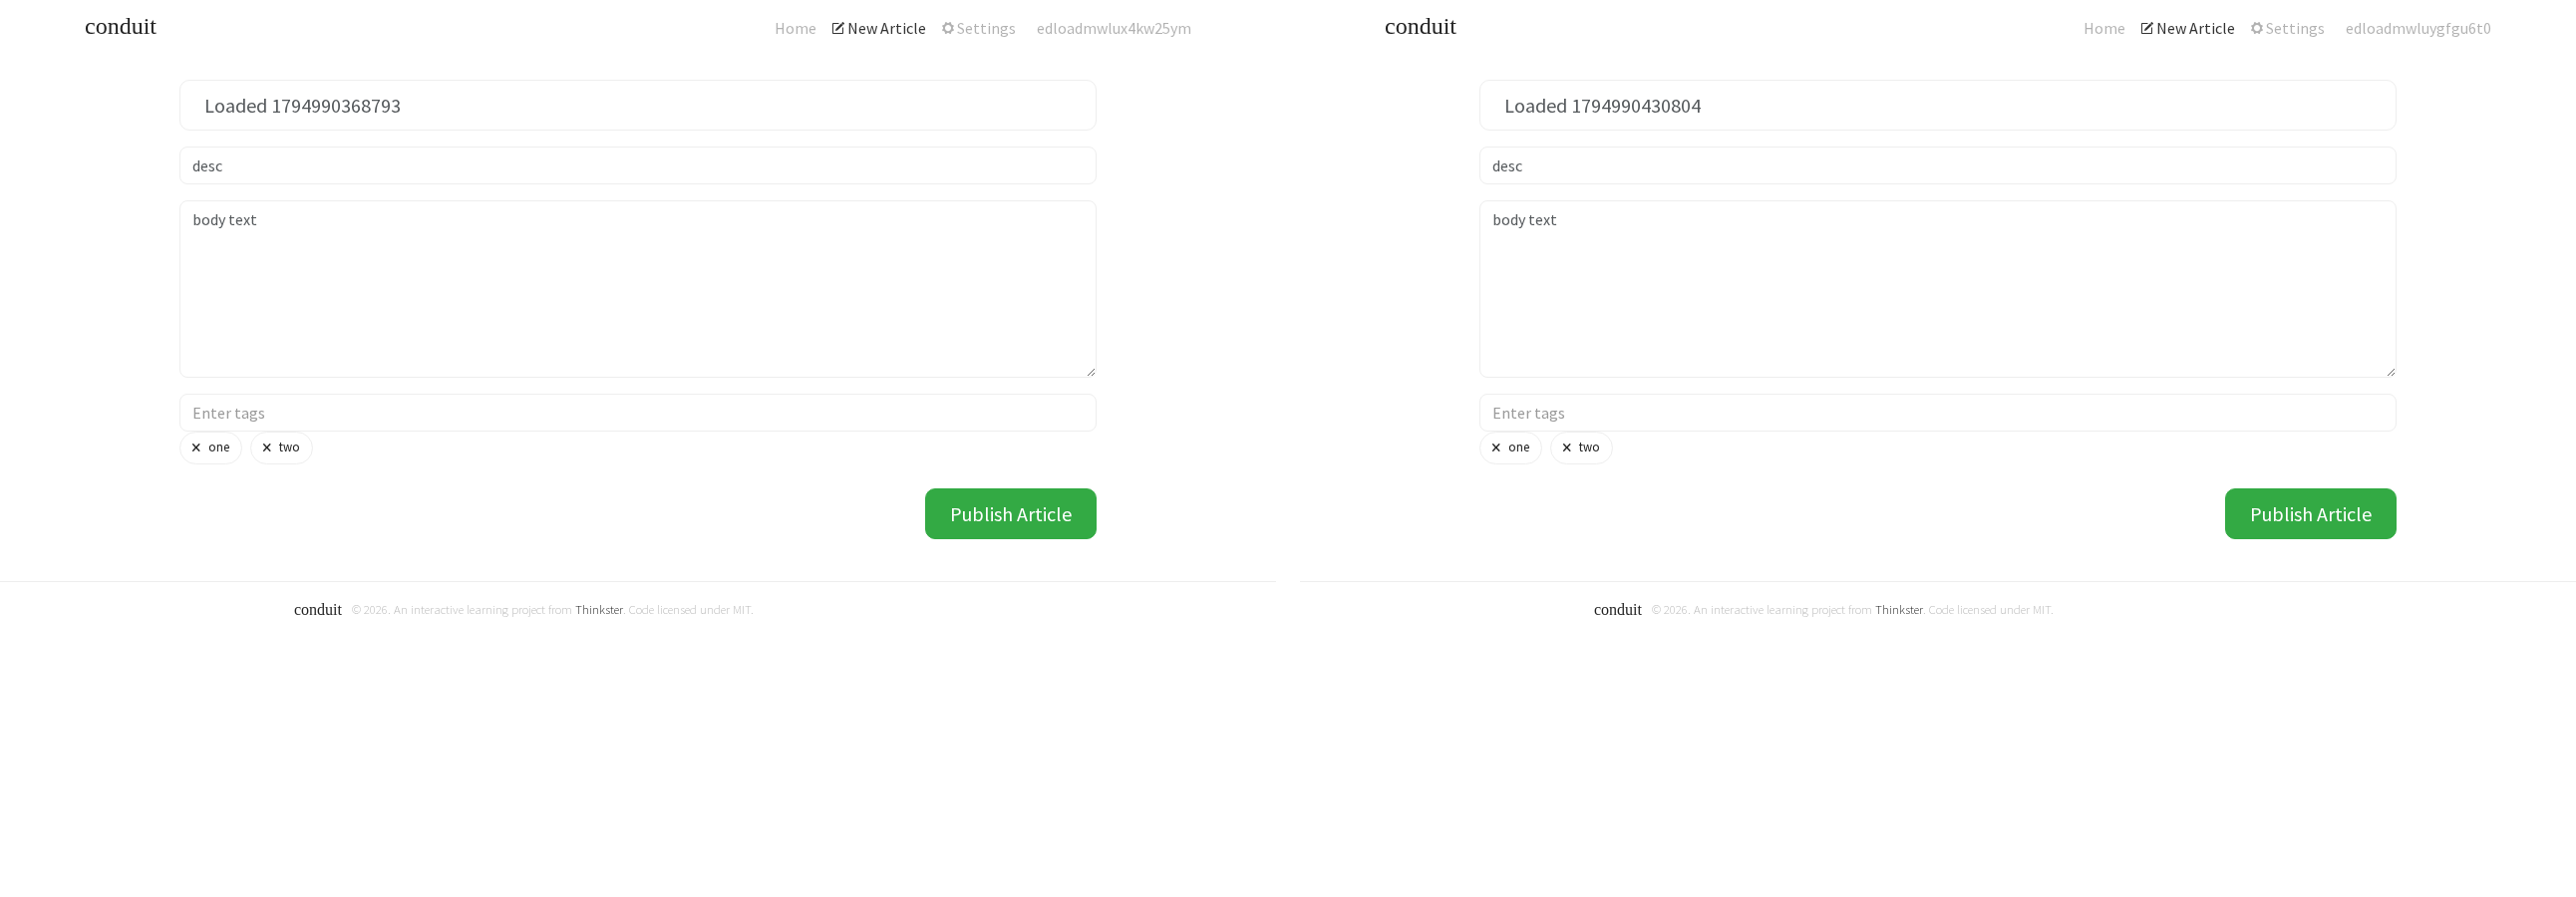 conduit
Home New Article Settings edloadmwlux4kw25ym
Loaded 1794990368793
desc
body text
Enter tags
one two
Publish Article
conduit © 2026. An interactive learning project from Thinkster. Code licensed under MIT.
conduit
Home New Article Settings edloadmwluygfgu6t0
Loaded 1794990430804
desc
body text
Enter tags
one two
Publish Article
conduit © 2026. An interactive learning project from Thinkster. Code licensed under MIT.